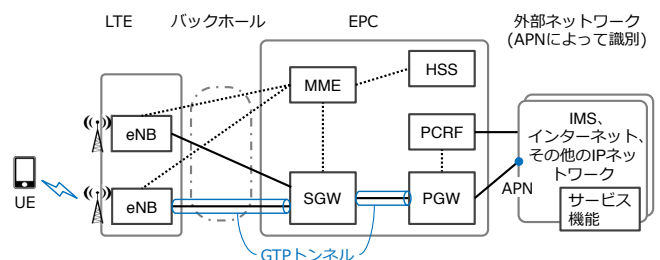 LTE
バックホール
EPC
外部ネットワーク
(APNによって識別)
MME
HSS
eNB
PCRF
IMS、
インターネット、
その他のIPネッ
トワーク
UE
eNB
SGW
PGW
APN
サービス
機能
GTPトンネル